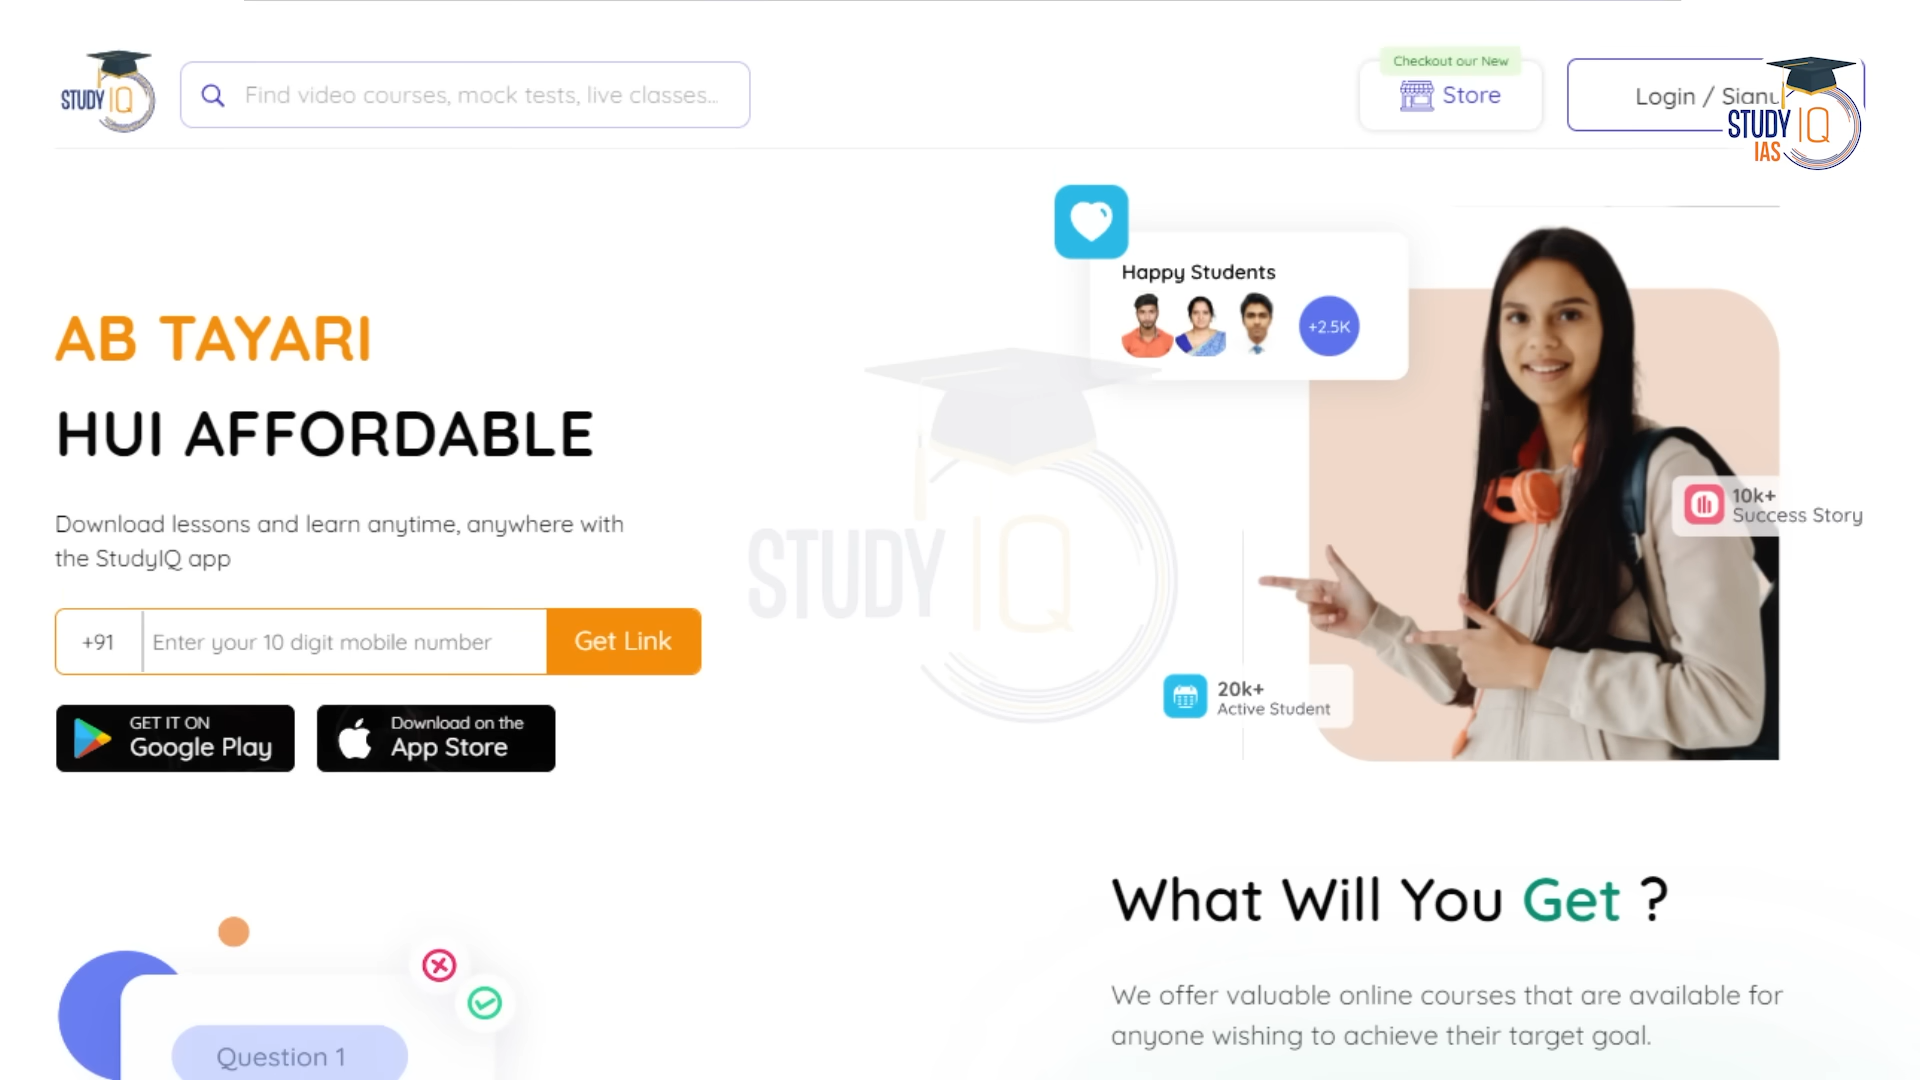 STUDY IQ
Find video courses, mock tests, live classes...
Checkout our New
Store
Login / Signu
STUDY IQ
IAS
Happy Students
+2.5K
AB TAYARI
HUI AFFORDABLE
Download lessons and learn anytime, anywhere with
the StudyIQ app
+91
Enter your 10 digit mobile number
Get Link
GET IT ON
Google Play
Download on the
App Store
STUDY IQ
10k+
Success Story
20k+
Active Student
What Will You Get ?
We offer valuable online courses that are available for
anyone wishing to achieve their target goal.
Question 1